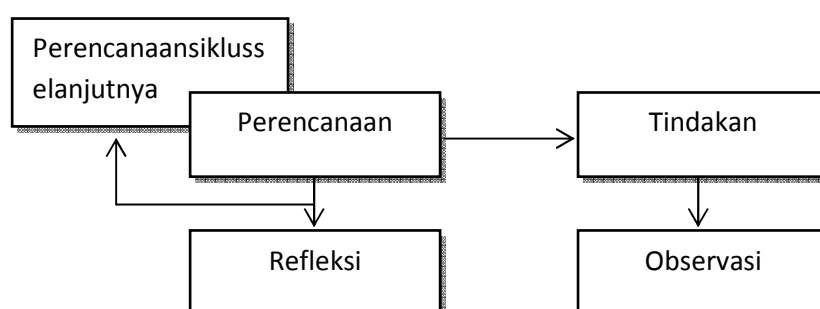 Perencanaansikluss
elanjutnya
Perencanaan
Tindakan
Refleksi
Observasi